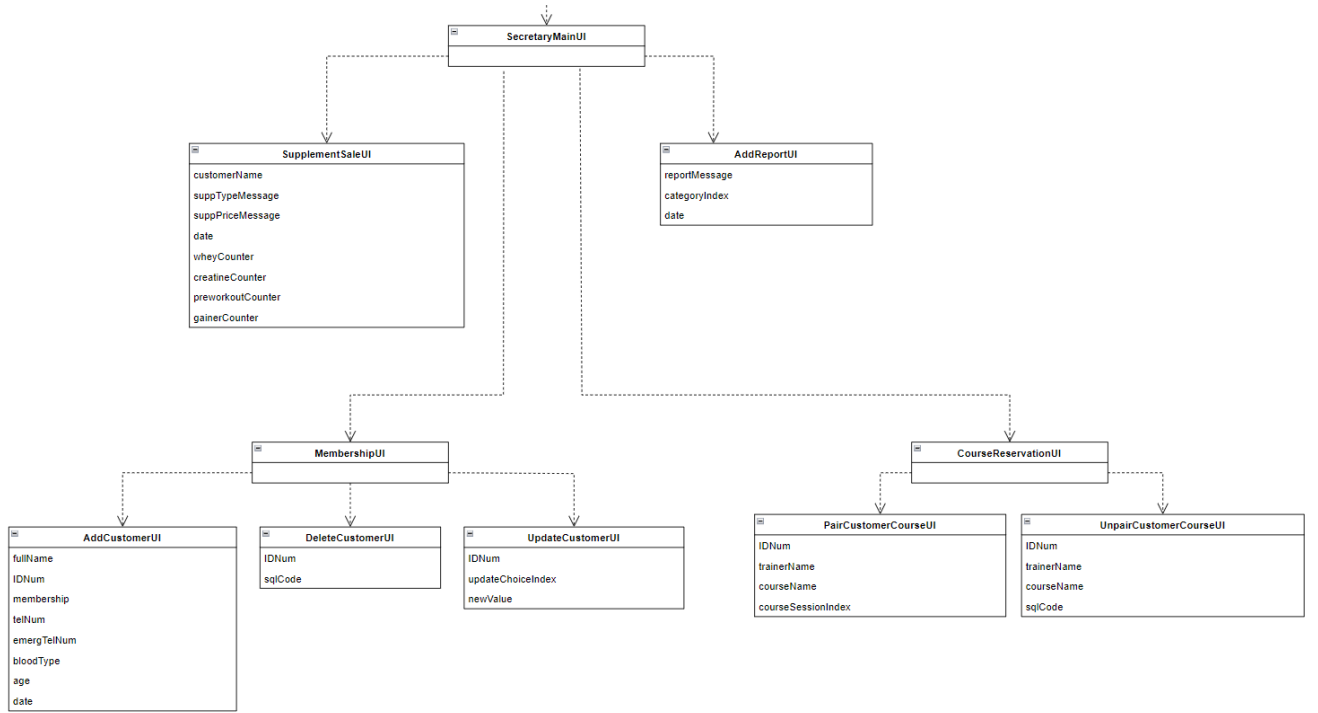 SecretaryMainUI
SupplementSaleUI
customerName
suppTypeMessage
suppPriceMessage
date
wheyCounter
creatineCounter
preworkoutCounter
gainerCounter
AddReportUI
reportMessage
categoryIndex
date
MembershipUI
CourseReservationUI
AddCustomerUI
fullName
IDNum
membership
telNum
emergTelNum
bloodType
age
date
DeleteCustomerUI
IDNum
sqlCode
UpdateCustomerUI
IDNum
updateChoiceIndex
newValue
PairCustomerCourseUI
IDNum
trainerName
courseName
courseSessionIndex
UnpairCustomerCourseUI
IDNum
trainerName
courseName
sqlCode